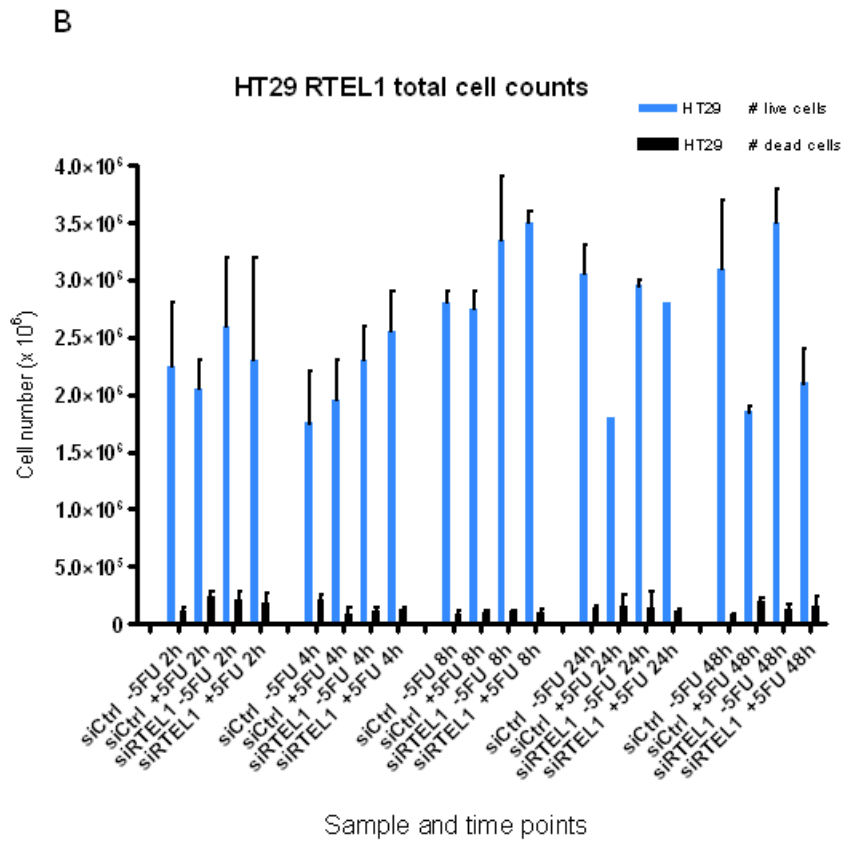 B
HT29 RTEL1 total cell counts
HT29 # live cells
HT29 # dead cells
4.0×10⁶
3.5×10⁶
3.0×10⁶
2.5×10⁶
2.0×10⁶
1.5×10⁶
1.0×10⁶
5.0×10⁵
0
Cell number (x 10⁶)
siCtrl -5FU 2h
siCtrl +5FU 2h
siRTEL1 -5FU 2h
siRTEL1 +5FU 2h
siCtrl -5FU 4h
siCtrl +5FU 4h
siRTEL1 -5FU 4h
siRTEL1 +5FU 4h
siCtrl -5FU 8h
siCtrl +5FU 8h
siRTEL1 -5FU 8h
siRTEL1 +5FU 8h
siCtrl -5FU 24h
siCtrl +5FU 24h
siRTEL1 -5FU 24h
siRTEL1 +5FU 24h
siCtrl -5FU 48h
siCtrl +5FU 48h
siRTEL1 -5FU 48h
siRTEL1 +5FU 48h
Sample and time points